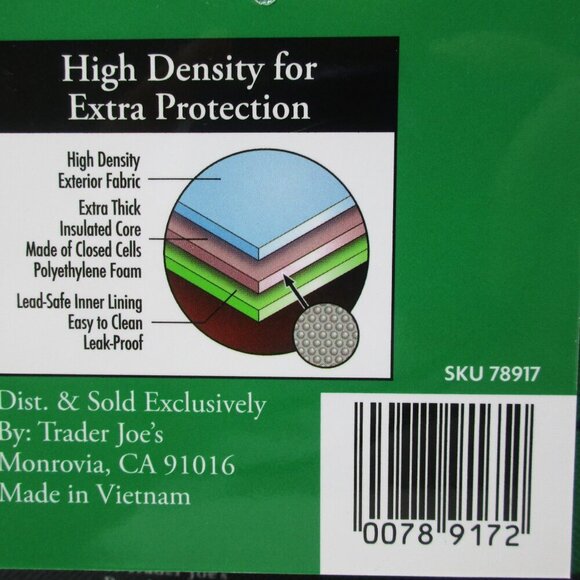 High Density for
Extra Protection
High Density
Exterior Fabric
Extra Thick
Insulated Core
Made of Closed Cells
Polyethylene Foam
Lead-Safe Inner Lining
Easy to Clean
Leak-Proof
SKU 78917
Dist. & Sold Exclusively
By: Trader Joe's
Monrovia, CA 91016
Made in Vietnam
0078 9172
Trader Joe's